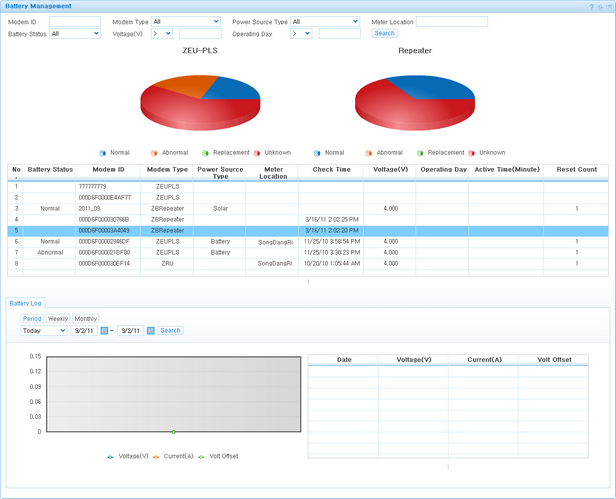 Battery Management
Modem ID Modem Type All Power Source Type All Meter Location
Battery Status All Voltage(V) > Operating Day > Search
ZEU-PLS Repeater
Normal Abnormal Replacement Unknown Normal Abnormal Replacement Unknown
No Battery Status Modem ID Modem Type Power Source Type Meter Location Check Time Voltage(V) Operating Day Active Time(Minute) Reset Count
1 777777779 ZEUPLS
2 000D6F0000E4AF77 ZEUPLS
3 Normal 2011_09 ZBRepeater Solar 4.000 1
4 000D6F000030766B ZBRepeater 3/16/11 2:02:25 PM
5 000D6F00003A4049 ZBRepeater 3/16/11 2:02:20 PM
6 Normal 000D6F00002346DF ZEUPLS Battery SongDangRi 11/25/10 3:58:54 PM 4.000 1
7 Abnormal 000D6F000021BF80 ZEUPLS Battery 11/25/10 3:30:23 PM 4.000 1
8 000D6F000030EF14 ZRU SongDangRi 10/20/10 1:05:44 AM 4.000 1
1
Battery Log
Period Weekly Monthly
Today 9/2/11 ~ 9/2/11 Search
0.15
0.12
0.09
0.06
0.03
0
Voltage(V) Current(A) Volt Offset
Date Voltage(V) Current(A) Volt Offset
1